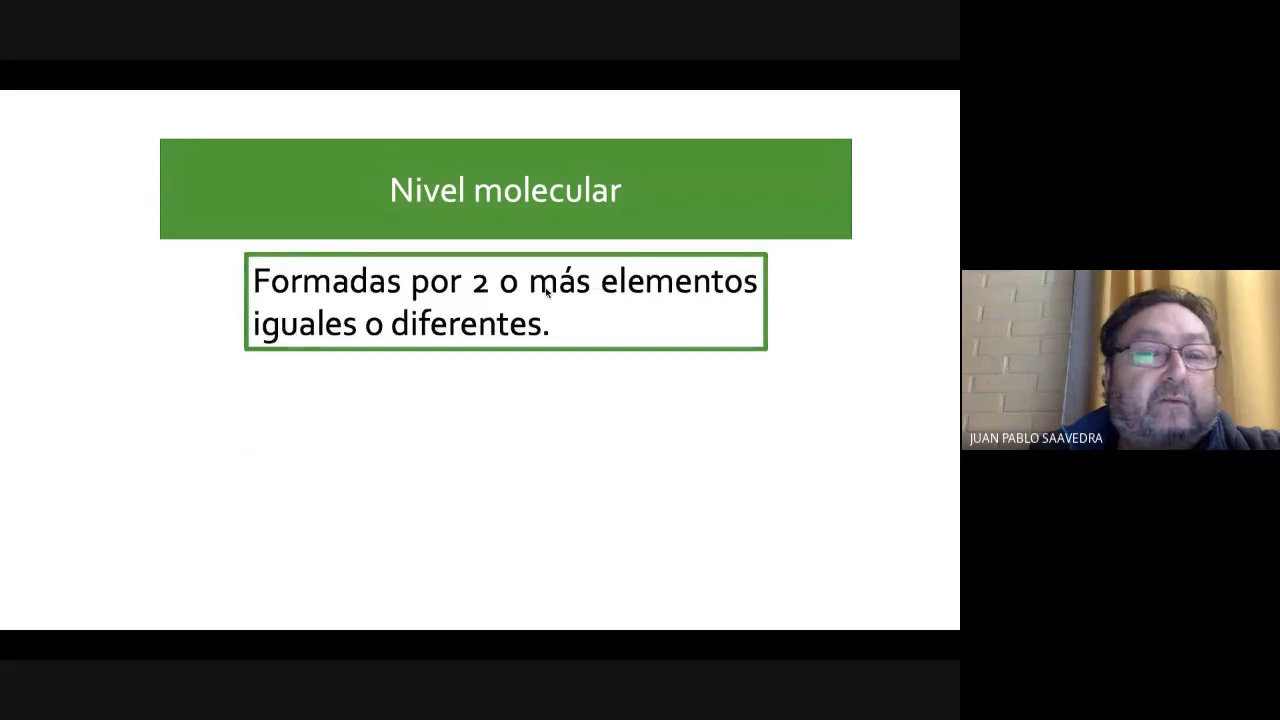 Nivel molecular
Formadas por 2 o más elementos
iguales o diferentes.
JUAN PABLO SAAVEDRA